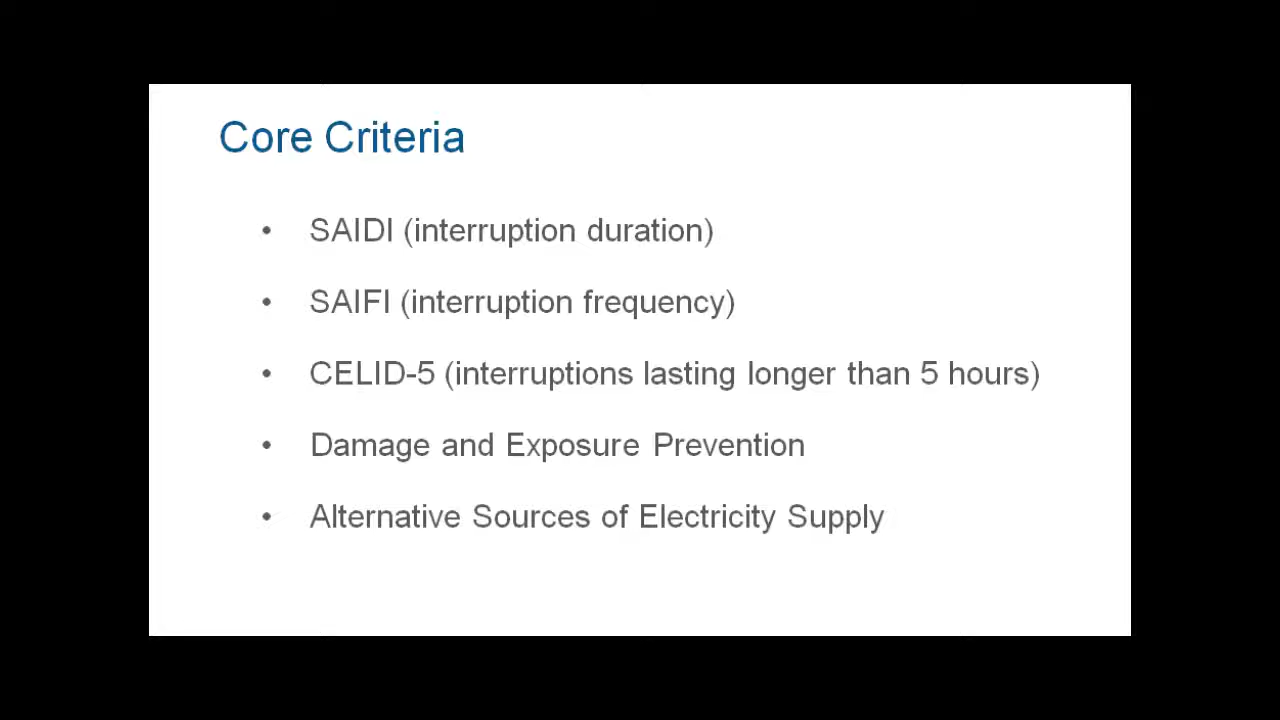 Core Criteria
• SAIDI (interruption duration)
• SAIFI (interruption frequency)
• CELID-5 (interruptions lasting longer than 5 hours)
• Damage and Exposure Prevention
• Alternative Sources of Electricity Supply